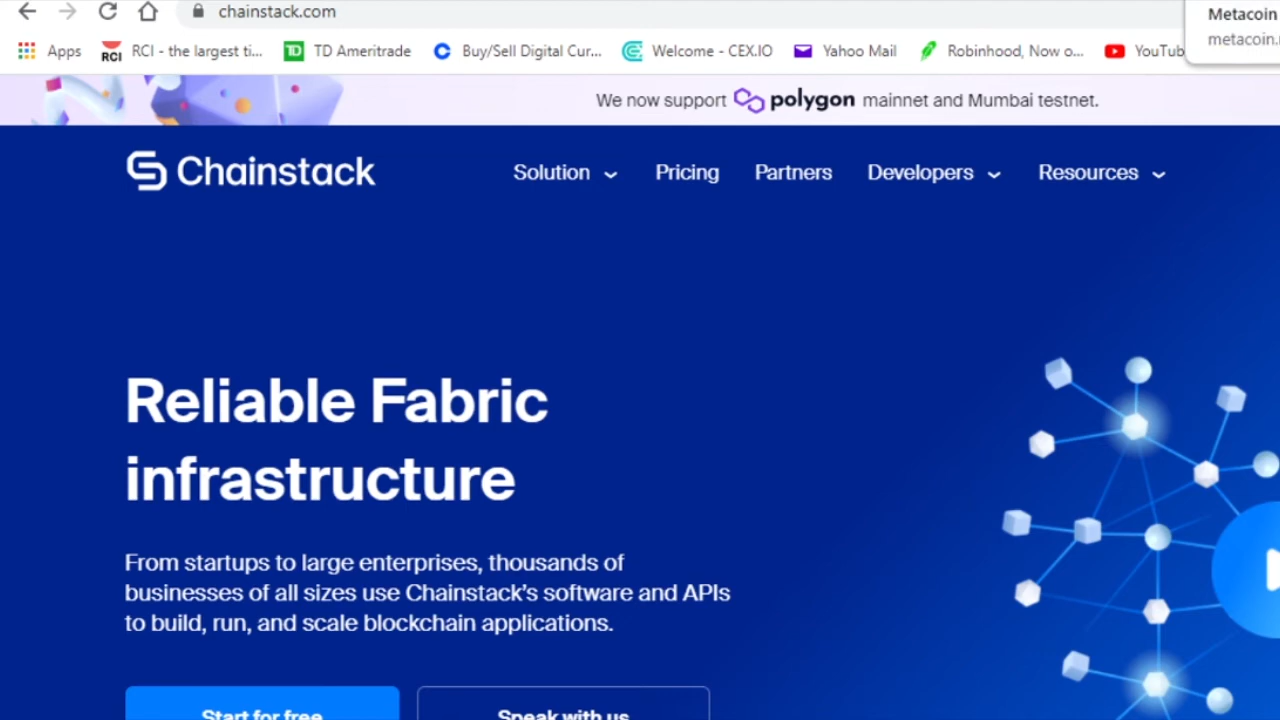 chainstack.com
Metacoin
metacoin.
Apps RCI RCI - the largest ti... TD TD Ameritrade Buy/Sell Digital Cur... Welcome - CEX.IO Yahoo Mail Robinhood, Now o... YouTub
We now support polygon mainnet and Mumbai testnet.
Chainstack Solution Pricing Partners Developers Resources
Reliable Fabric
infrastructure
From startups to large enterprises, thousands of
businesses of all sizes use Chainstack's software and APIs
to build, run, and scale blockchain applications.
Start for free Speak with us